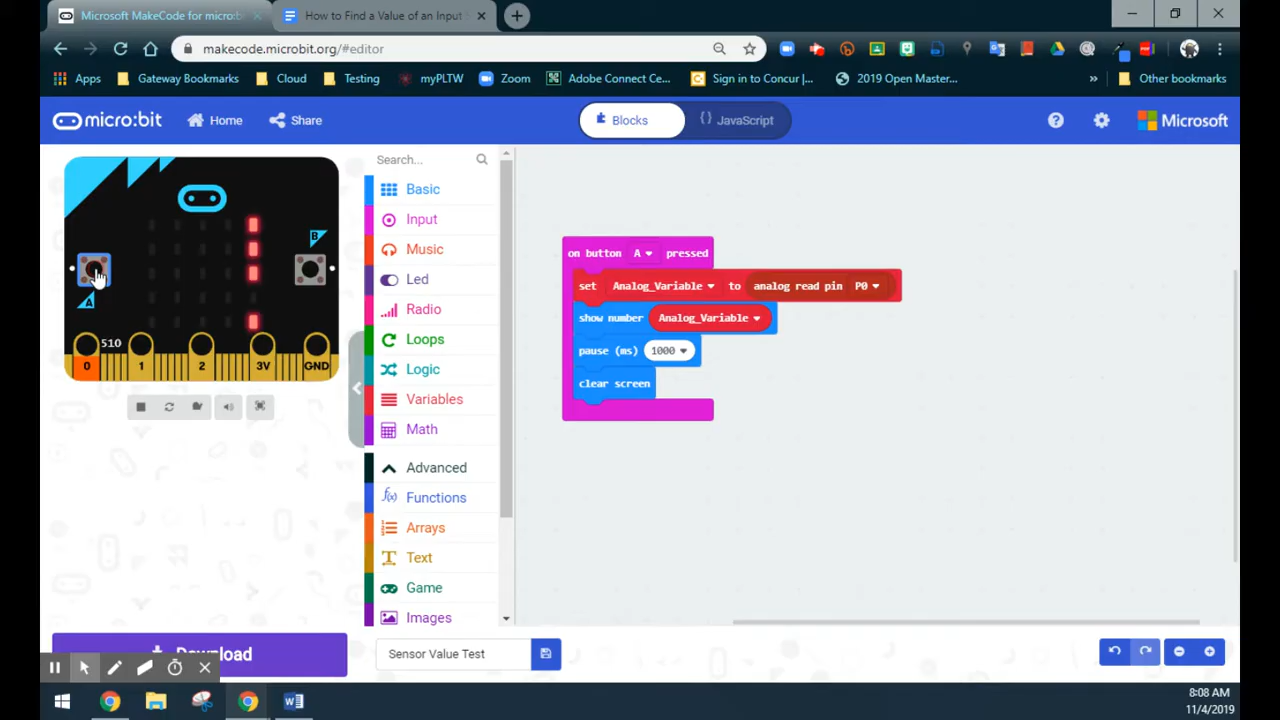 Microsoft MakeCode for micro:b
How to Find a Value of an Input
makecode.microbit.org/#editor
Apps
Gateway Bookmarks
Cloud
Testing
myPLTW
Zoom
Adobe Connect Ce...
Sign in to Concur |...
2019 Open Master...
»
Other bookmarks
micro:bit
Home
Share
Blocks
{} JavaScript
Microsoft
Search...
Basic
Input
Music
Led
Radio
Loops
Logic
Variables
Math
Advanced
Functions
Arrays
Text
Game
Images
A
B
510
0
1
2
3V
GND
on button A pressed
set Analog_Variable to analog read pin P0
show number Analog_Variable
pause (ms) 1000
clear screen
Download
Sensor Value Test
8:08 AM
11/4/2019